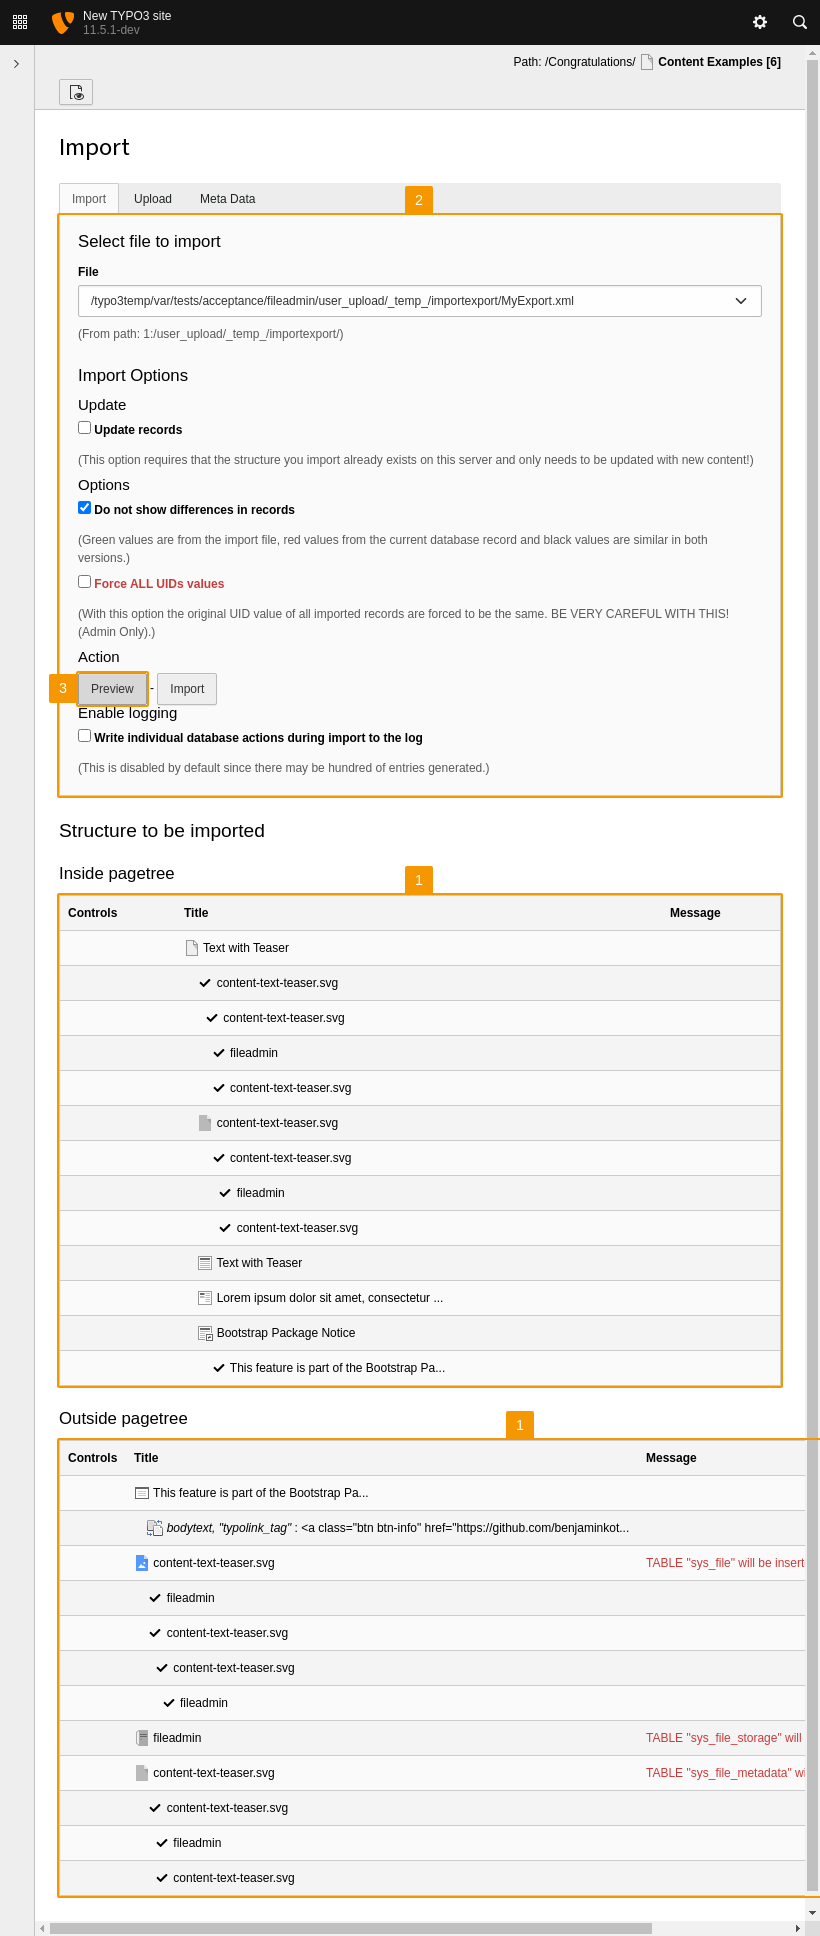 New TYPO3 site
11.5.1-dev
Path: /Congratulations/ Content Examples [6]
Import
Import Upload Meta Data 2
Select file to import
File
/typo3temp/var/tests/acceptance/fileadmin/user_upload/_temp_/importexport/MyExport.xml
(From path: 1:/user_upload/_temp_/importexport/)
Import Options
Update
Update records
(This option requires that the structure you import already exists on this server and only needs to be updated with new content!)
Options
Do not show differences in records
(Green values are from the import file, red values from the current database record and black values are similar in both
versions.)
Force ALL UIDs values
(With this option the original UID value of all imported records are forced to be the same. BE VERY CAREFUL WITH THIS!
(Admin Only).)
Action
3 Preview - Import
Enable logging
Write individual database actions during import to the log
(This is disabled by default since there may be hundred of entries generated.)
Structure to be imported
Inside pagetree
1
Controls Title Message
Text with Teaser
content-text-teaser.svg
content-text-teaser.svg
fileadmin
content-text-teaser.svg
content-text-teaser.svg
content-text-teaser.svg
fileadmin
content-text-teaser.svg
Text with Teaser
Lorem ipsum dolor sit amet, consectetur ...
Bootstrap Package Notice
This feature is part of the Bootstrap Pa...
Outside pagetree
1
Controls Title Message
This feature is part of the Bootstrap Pa...
bodytext, "typolink_tag" : <a class="btn btn-info" href="https://github.com/benjaminkot...
content-text-teaser.svg TABLE "sys_file" will be insert
fileadmin
content-text-teaser.svg
content-text-teaser.svg
fileadmin
fileadmin TABLE "sys_file_storage" will
content-text-teaser.svg TABLE "sys_file_metadata" wi
content-text-teaser.svg
fileadmin
content-text-teaser.svg